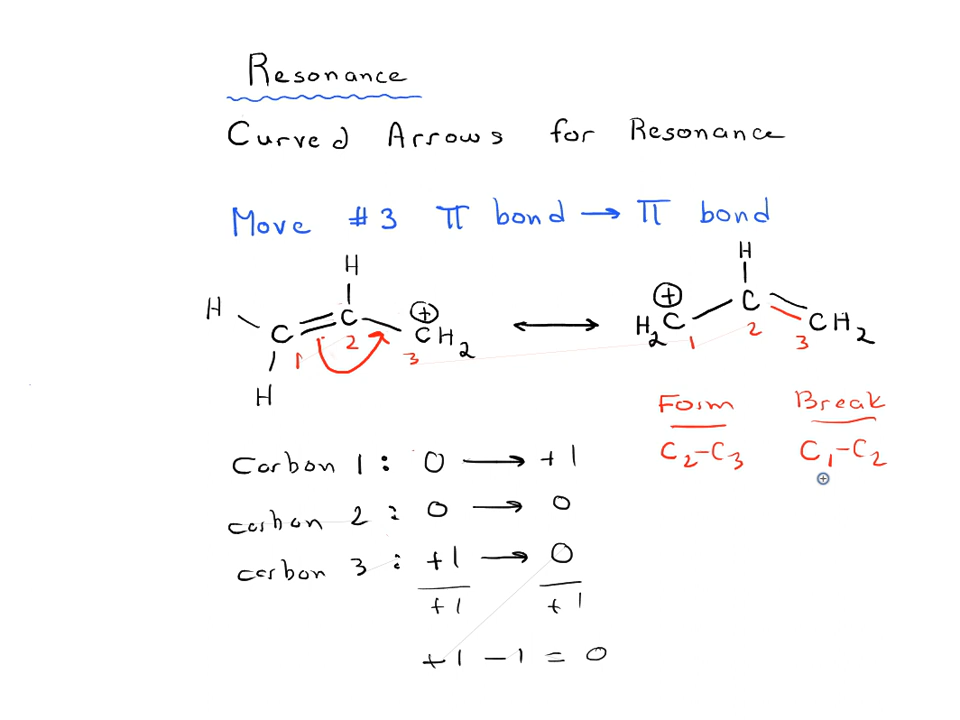 Resonance
Curved Arrows for Resonance
Move #3 π bond → π bond
H H
H
C = C - ⊕CH₂ ↔ H₂C⊕ - C = CH₂
1 2 3 1 2 3
H
Form Break
C₂-C₃ C₁-C₂
Carbon 1 : 0 → +1
carbon 2 : 0 → 0
carbon 3 : +1 → 0
+1 +1
+1 - 1 = 0